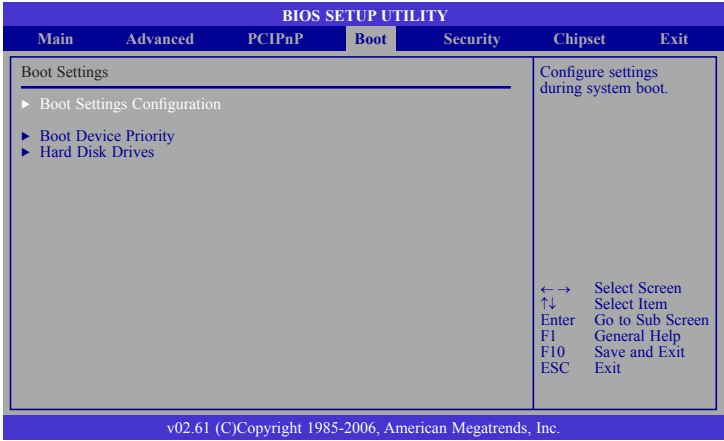 BIOS SETUP UTILITY
Main Advanced PCIPnP Boot Security Chipset Exit
Boot Settings
► Boot Settings Configuration
► Boot Device Priority
► Hard Disk Drives
Configure settings
during system boot.
←→ Select Screen
↑↓ Select Item
Enter Go to Sub Screen
F1 General Help
F10 Save and Exit
ESC Exit
v02.61 (C)Copyright 1985-2006, American Megatrends, Inc.